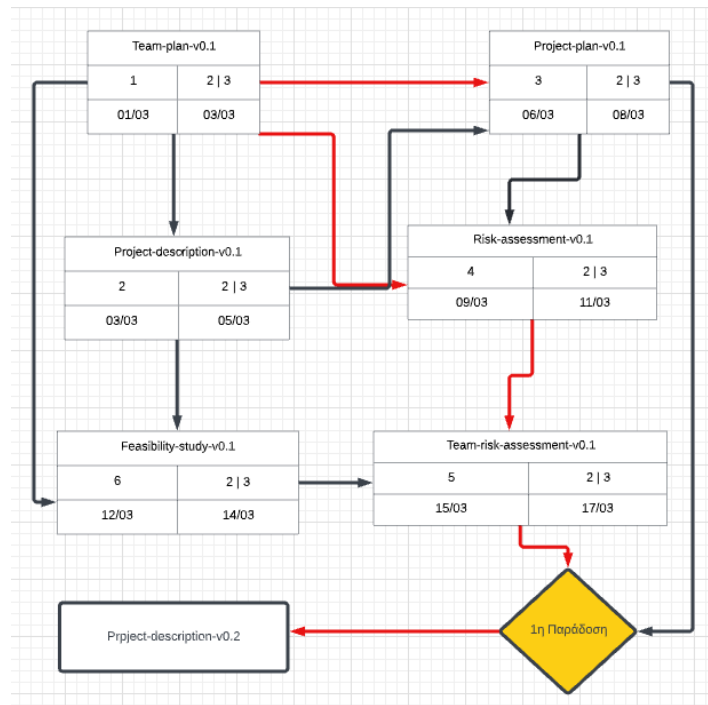 Team-plan-v0.1
1
2 | 3
01/03
03/03
Project-plan-v0.1
3
2 | 3
06/03
08/03
Project-description-v0.1
2
2 | 3
03/03
05/03
Risk-assessment-v0.1
4
2 | 3
09/03
11/03
Feasibility-study-v0.1
6
2 | 3
12/03
14/03
Team-risk-assessment-v0.1
5
2 | 3
15/03
17/03
Prpject-description-v0.2
1η Παράδοση